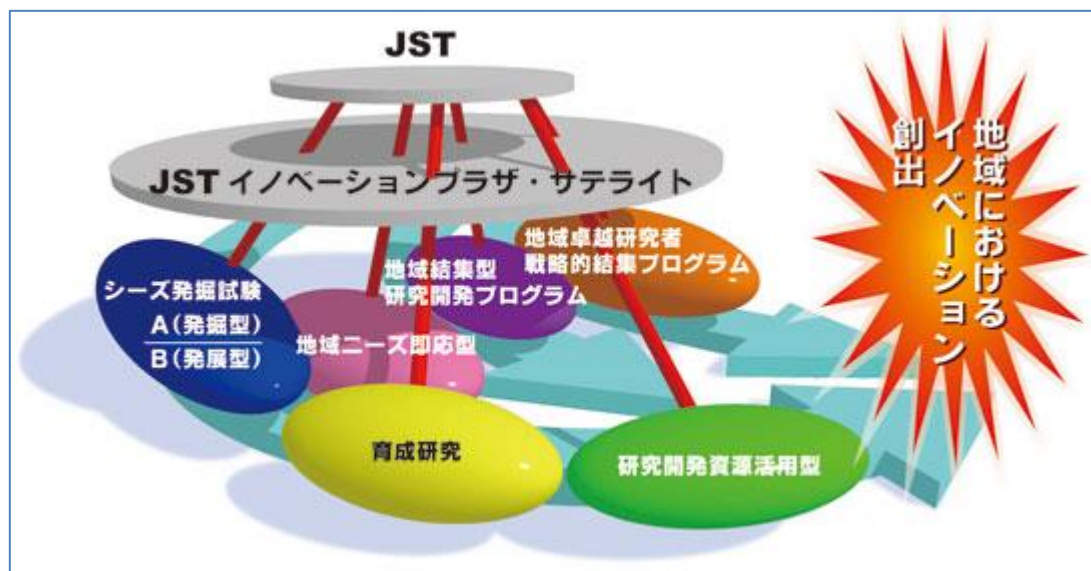 JST
JST イノベーションプラザ・サテライト
シーズ発掘試験
A(発掘型)
B(発展型)
地域ニーズ即応型
地域結集型
研究開発プログラム
地域卓越研究者
戦略的結集プログラム
育成研究
研究開発資源活用型
地域における
イノベーション
創出